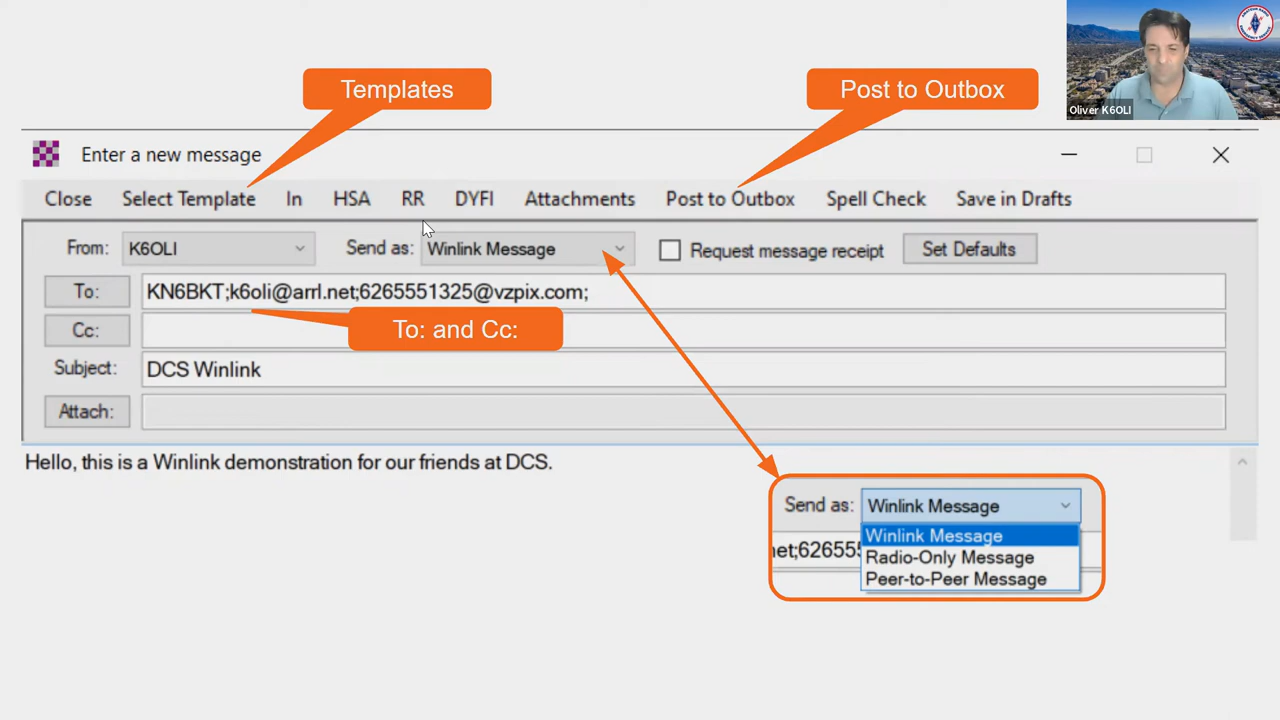 Oliver K6OLI
Templates
Post to Outbox
Enter a new message
Close Select Template In HSA RR DYFI Attachments Post to Outbox Spell Check Save in Drafts
From: K6OLI Send as: Winlink Message Request message receipt Set Defaults
To: KN6BKT;k6oli@arrl.net;6265551325@vzpix.com;
Cc:
To: and Cc:
Subject: DCS Winlink
Attach:
Hello, this is a Winlink demonstration for our friends at DCS.
Send as: Winlink Message
Winlink Message
net;62655
Radio-Only Message
Peer-to-Peer Message